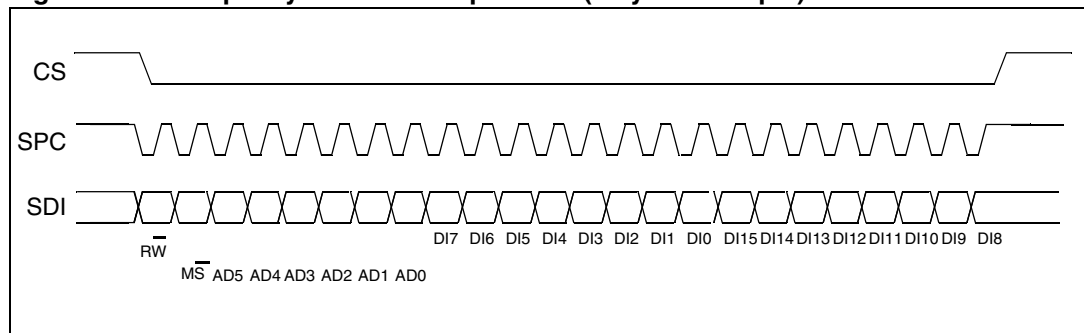 CS
SPC
SDI
DI7 DI6 DI5 DI4 DI3 DI2 DI1 DI0 DI15 DI14 DI13 DI12 DI11 DI10 DI9 DI8
RW
MS AD5 AD4 AD3 AD2 AD1 AD0